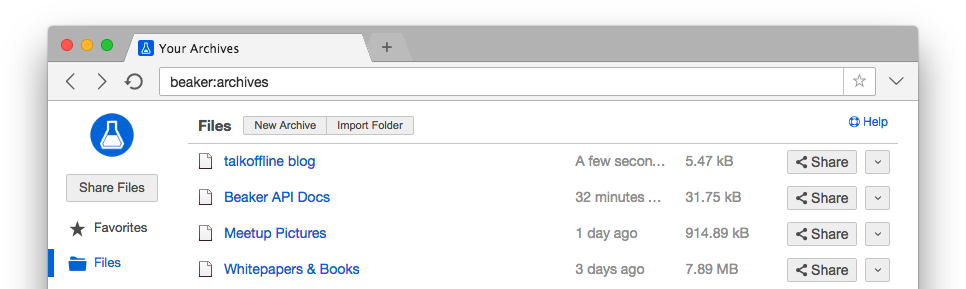 Your Archives
beaker:archives
Files New Archive Import Folder Help
talkoffline blog A few secon... 5.47 kB Share
Share Files
Beaker API Docs 32 minutes ... 31.75 kB Share
Favorites
Meetup Pictures 1 day ago 914.89 kB Share
Files
Whitepapers & Books 3 days ago 7.89 MB Share